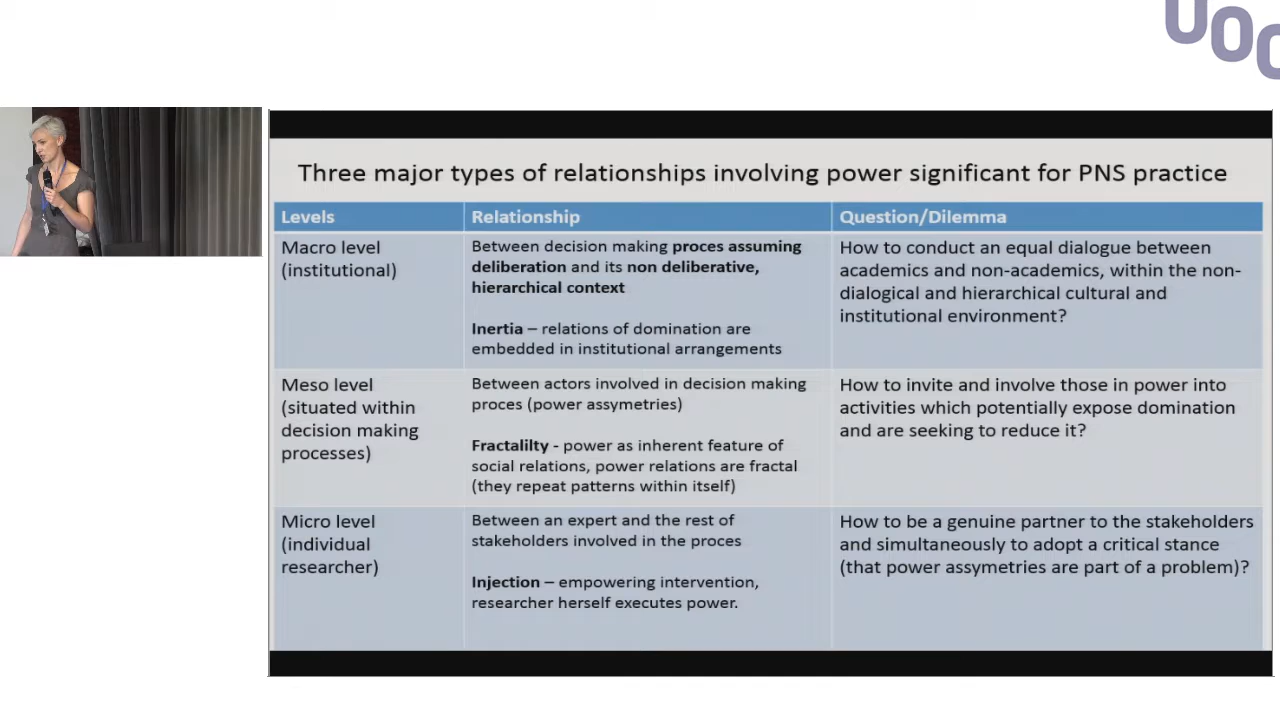 UOC
Three major types of relationships involving power significant for PNS practice
Levels
Relationship
Question/Dilemma
Macro level
(institutional)
Between decision making proces assuming
deliberation and its non deliberative,
hierarchical context
Inertia – relations of domination are
embedded in institutional arrangements
How to conduct an equal dialogue between
academics and non-academics, within the non-
dialogical and hierarchical cultural and
institutional environment?
Meso level
(situated within
decision making
processes)
Between actors involved in decision making
proces (power assymetries)
Fractalilty - power as inherent feature of
social relations, power relations are fractal
(they repeat patterns within itself)
How to invite and involve those in power into
activities which potentially expose domination
and are seeking to reduce it?
Micro level
(individual
researcher)
Between an expert and the rest of
stakeholders involved in the proces
Injection – empowering intervention,
researcher herself executes power.
How to be a genuine partner to the stakeholders
and simultaneously to adopt a critical stance
(that power assymetries are part of a problem)?